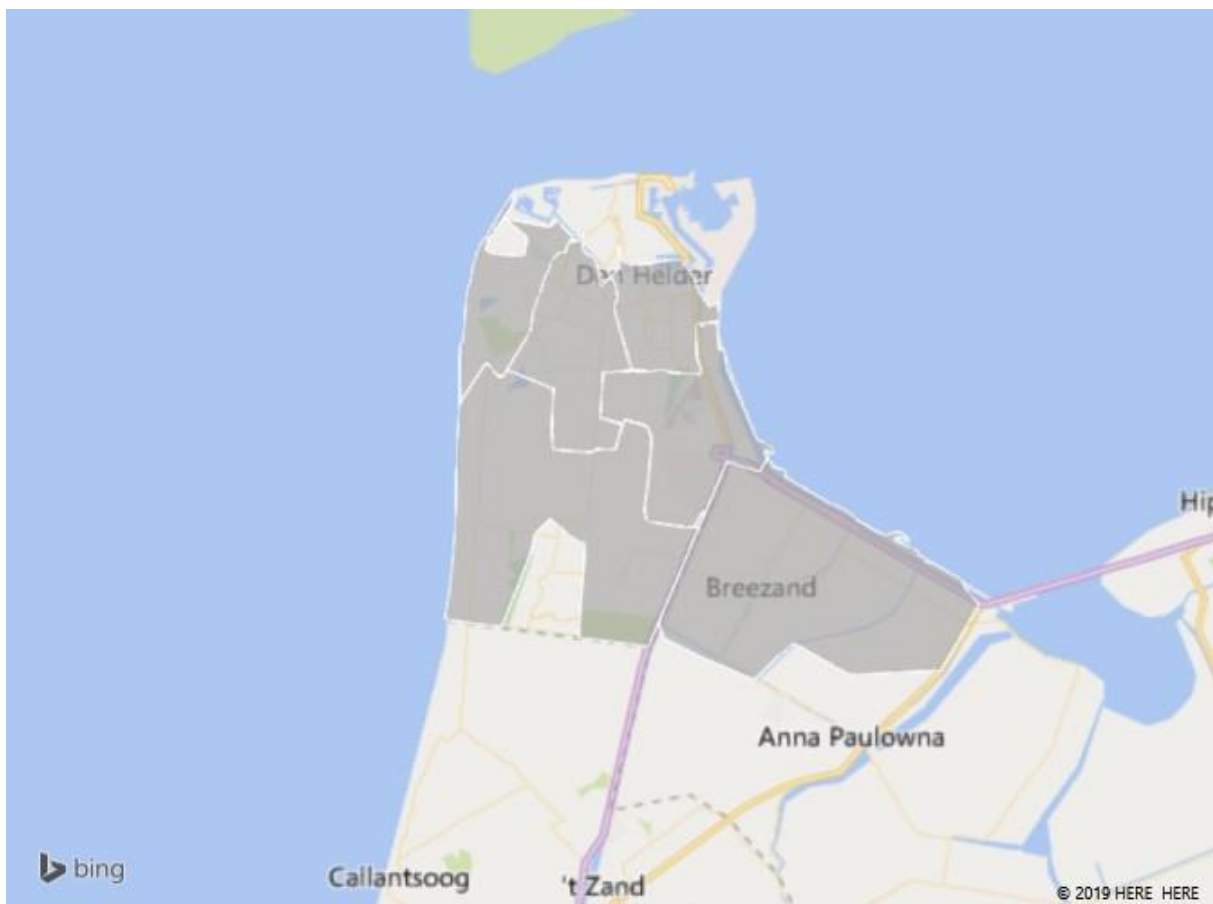 Den Helder
Hip
Breezand
Anna Paulowna
Callantsoog
't Zand
bing
© 2019 HERE HERE